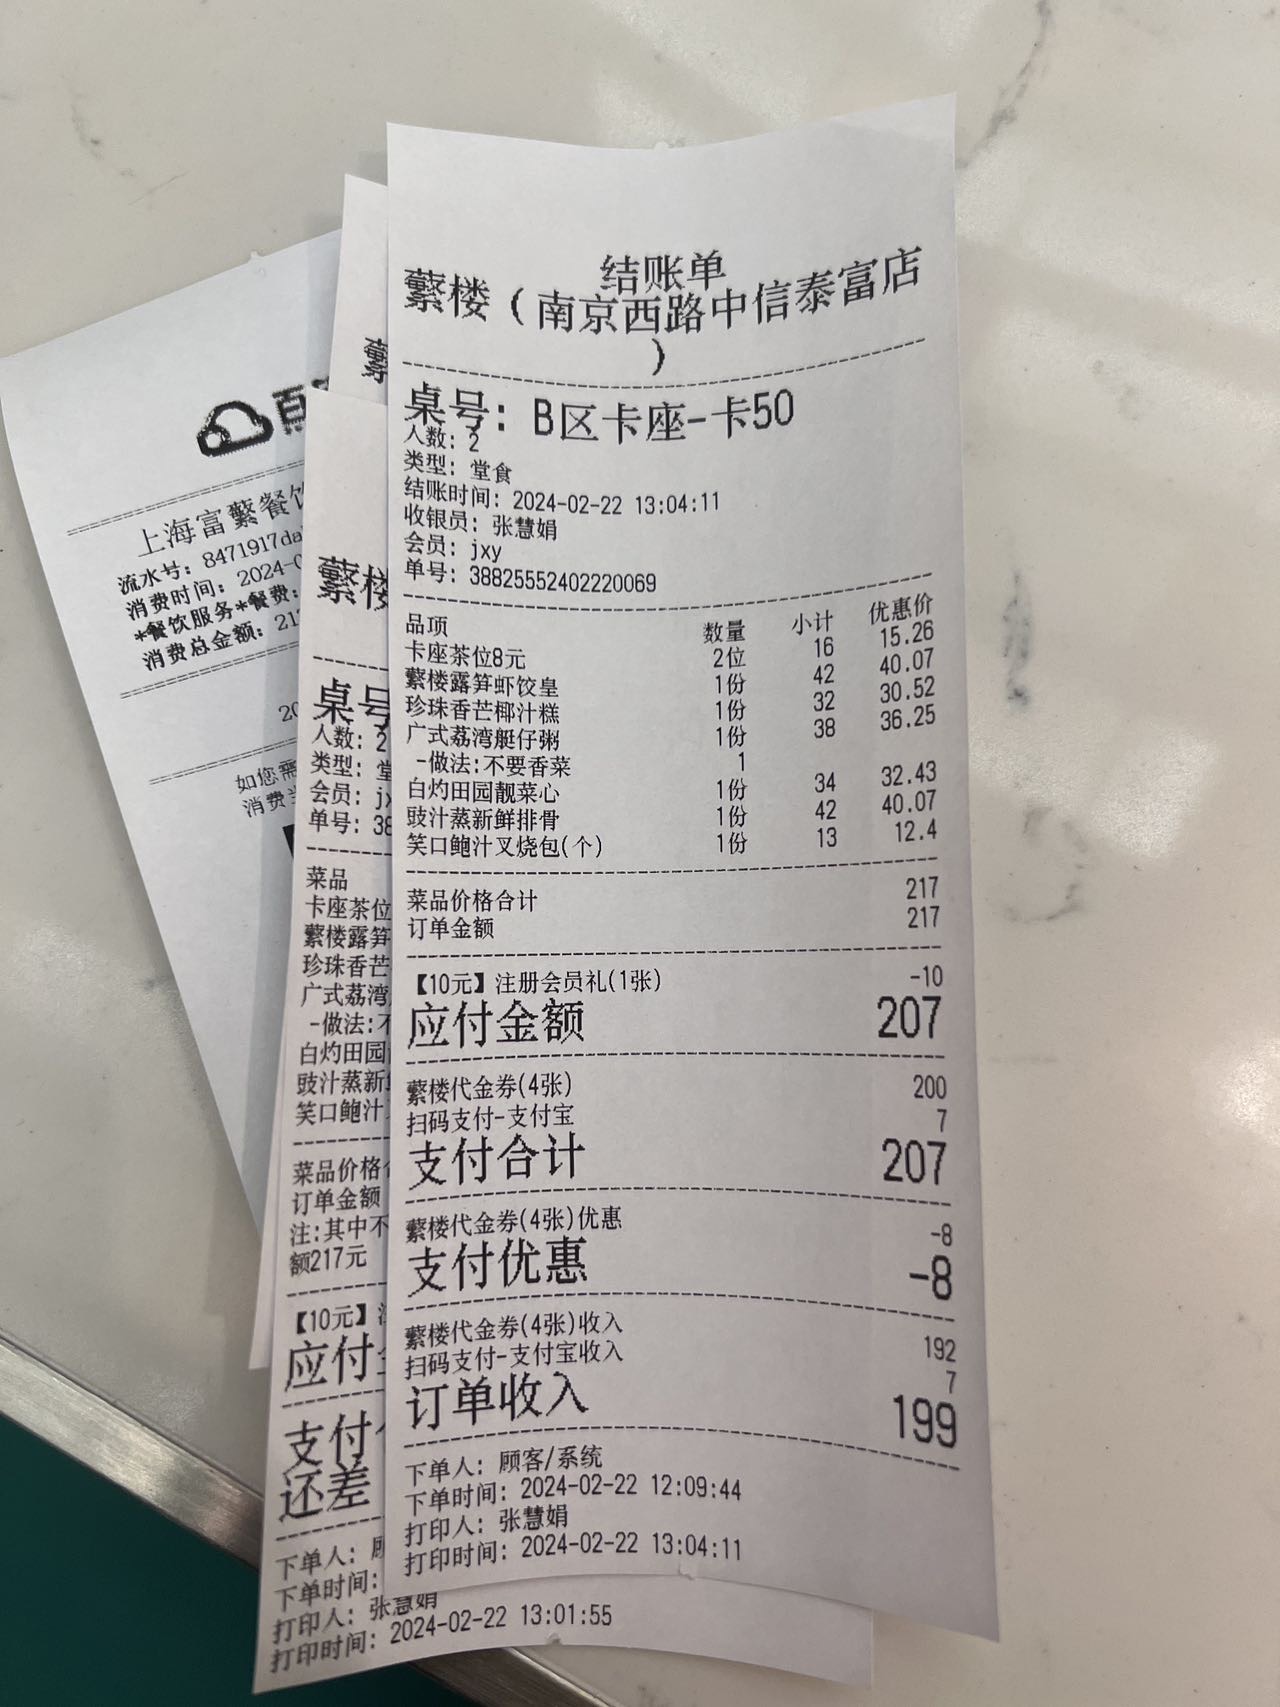 结账单
蘩楼（南京西路中信泰富店
）
桌号：B区卡座-卡50
人数：2
类型：堂食
结账时间：2024-02-22 13:04:11
收银员：张慧娟
会员：jxy
单号：38825552402220069
品项 数量 小计 优惠价
卡座茶位8元 2位 16 15.26
蘩楼露笋虾饺皇 1份 42 40.07
珍珠香芒椰汁糕 1份 32 30.52
广式荔湾艇仔粥 1份 38 36.25
-做法:不要香菜 1
白灼田园靓菜心 1份 34 32.43
豉汁蒸新鲜排骨 1份 42 40.07
笑口鲍汁叉烧包(个) 1份 13 12.4
菜品价格合计 217
订单金额 217
【10元】注册会员礼(1张) -10
应付金额 207
蘩楼代金券(4张) 200
扫码支付-支付宝 7
支付合计 207
蘩楼代金券(4张)优惠 -8
支付优惠 -8
蘩楼代金券(4张)收入 192
扫码支付-支付宝收入 7
订单收入 199
下单人：顾客/系统
下单时间：2024-02-22 12:09:44
打印人：张慧娟
打印时间：2024-02-22 13:04:11
蘩
蘩楼
桌号
人数：2
类型：堂
会员：jx
单号：38
菜品
卡座茶位
蘩楼露笋
珍珠香芒
广式荔湾
-做法:不
白灼田园
豉汁蒸新
笑口鲍汁
菜品价格
订单金额
注:其中不
额217元
【10元】
应付
支付
还差
下单人：
下单时间：
打印人：张慧娟
打印时间：2024-02-22 13:01:55
上海富蘩餐饮
流水号：8471917da
消费时间：2024-0
*餐饮服务*餐费：
消费总金额：21
20
如您需
消费